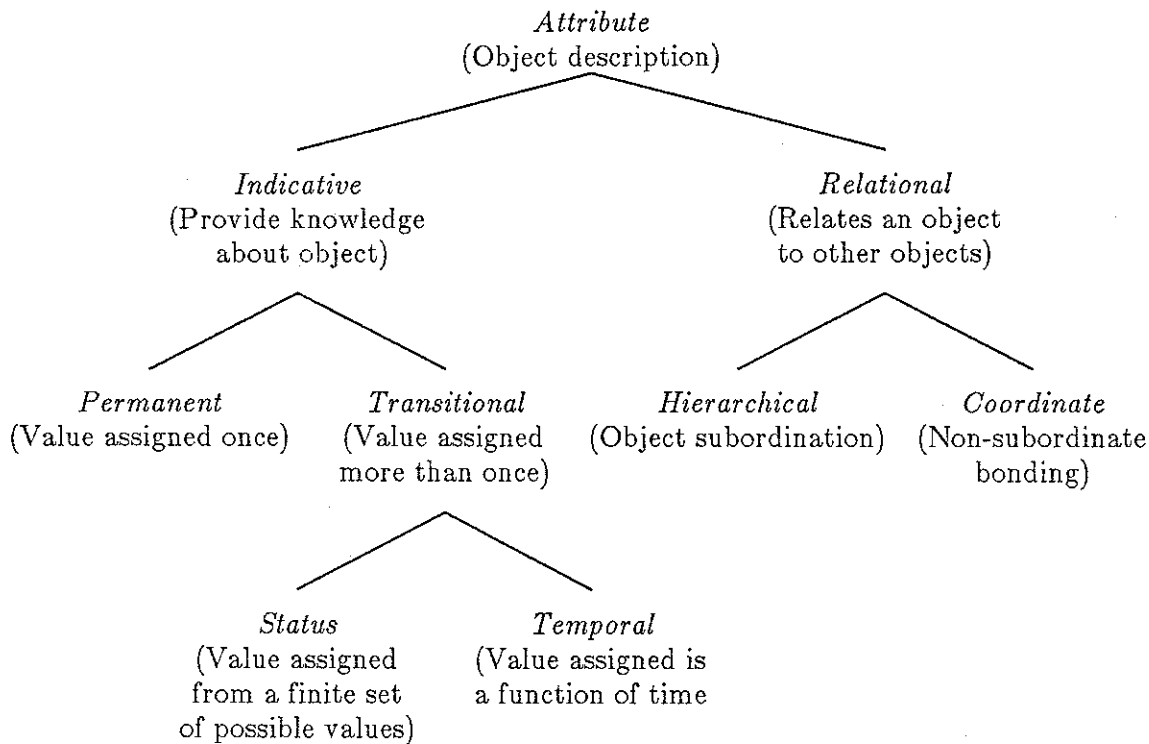 Attribute
(Object description)
Indicative
(Provide knowledge
about object)
Relational
(Relates an object
to other objects)
Permanent
(Value assigned once)
Transitional
(Value assigned
more than once)
Hierarchical
(Object subordination)
Coordinate
(Non-subordinate
bonding)
Status
(Value assigned
from a finite set
of possible values)
Temporal
(Value assigned is
a function of time